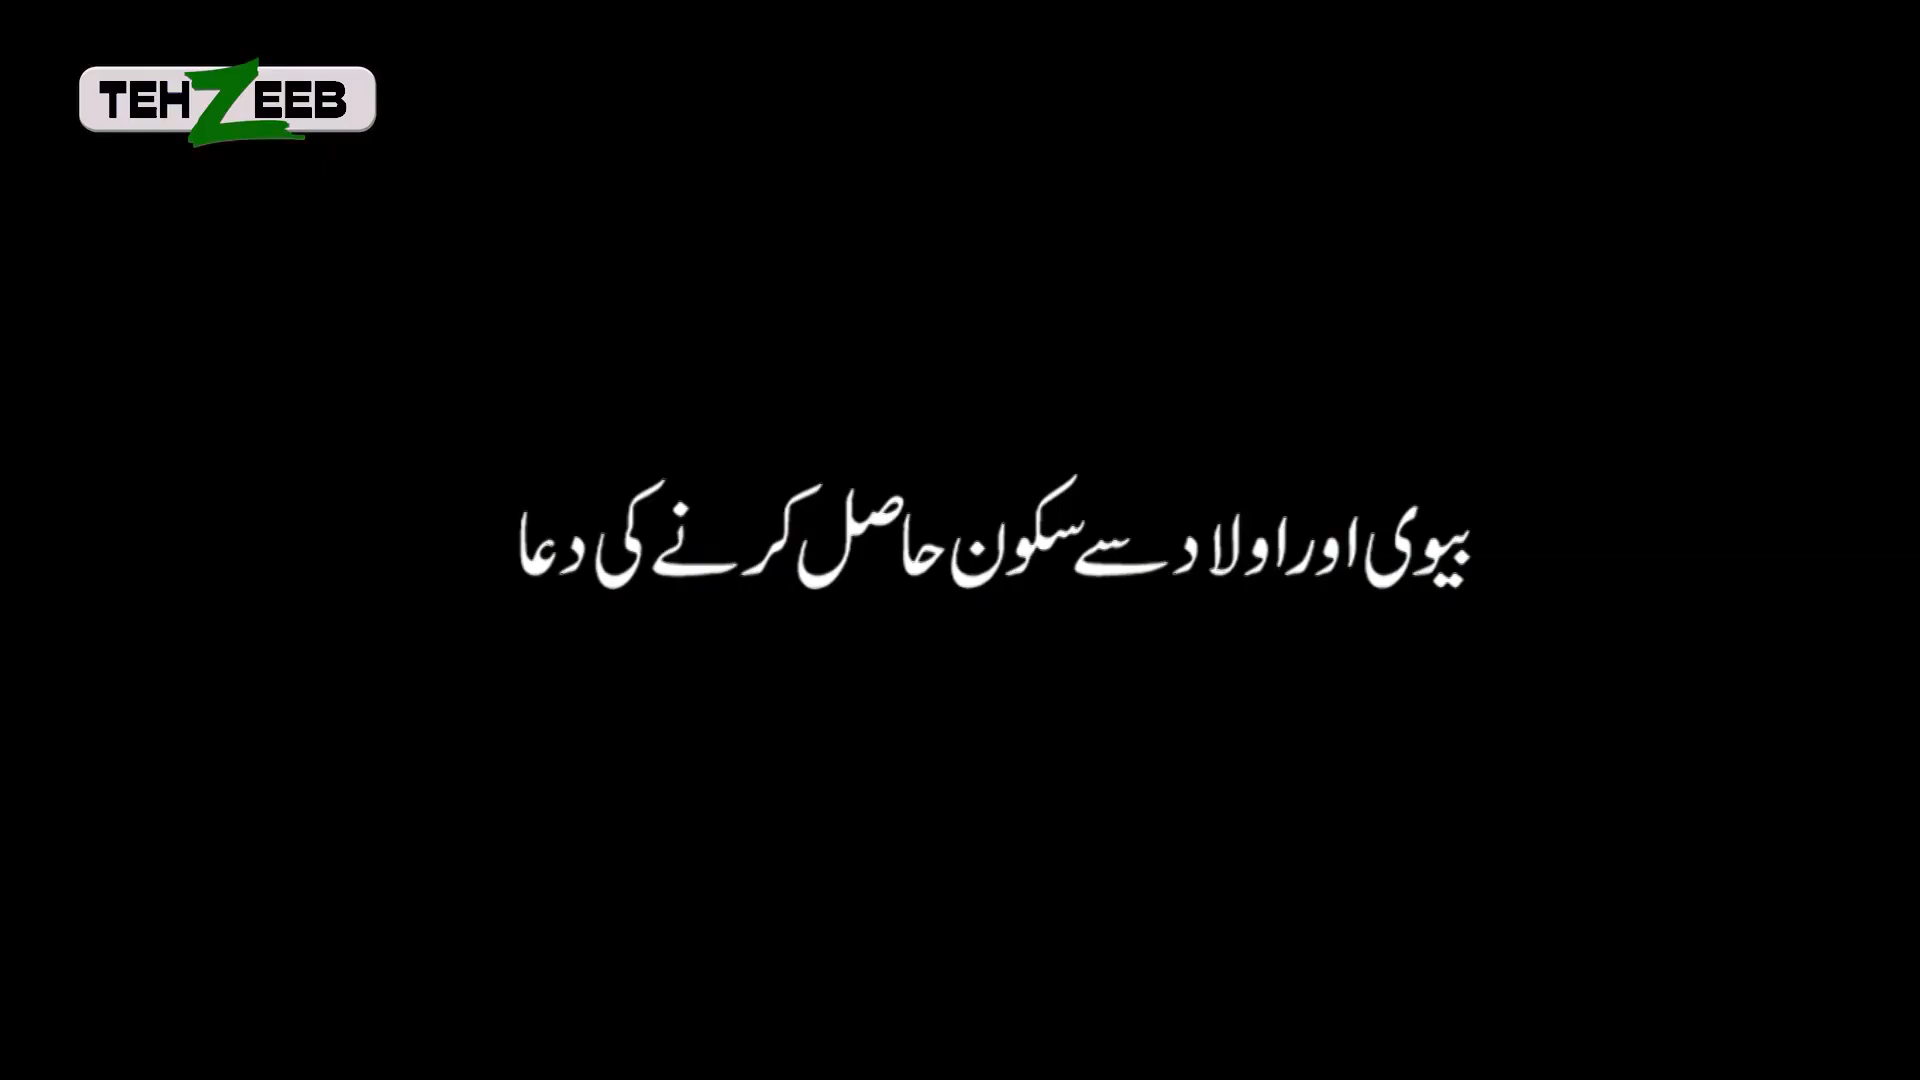 TEHZEEB
بیوی اور اولاد سے سکون حاصل کرنے کی دعا